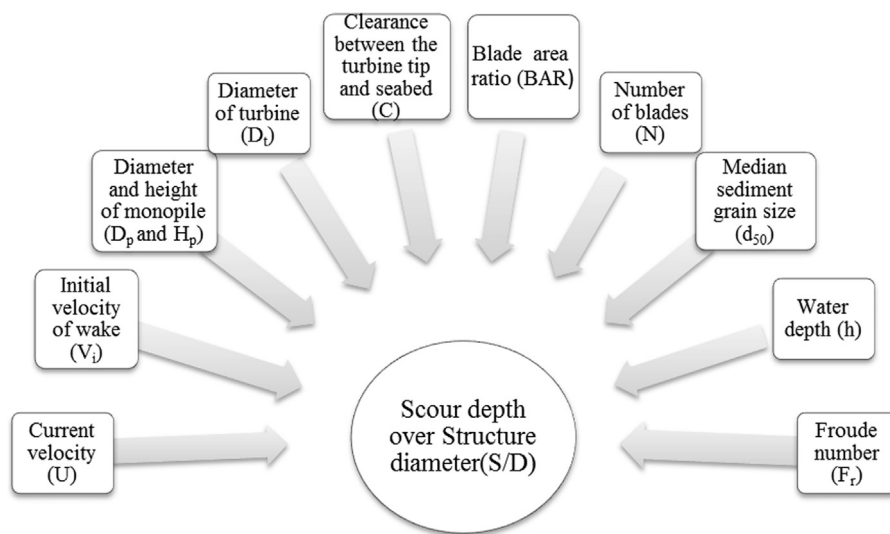 Current
velocity
(U)
Initial
velocity
of wake
(Vᵢ)
Diameter
and height
of monopile
(Dₚ and Hₚ)
Diameter
of turbine
(Dₜ)
Clearance
between the
turbine tip
and seabed
(C)
Blade area
ratio (BAR)
Number
of blades
(N)
Median
sediment
grain size
(d₅₀)
Water
depth (h)
Froude
number
(Fᵣ)
Scour depth
over Structure
diameter(S/D)